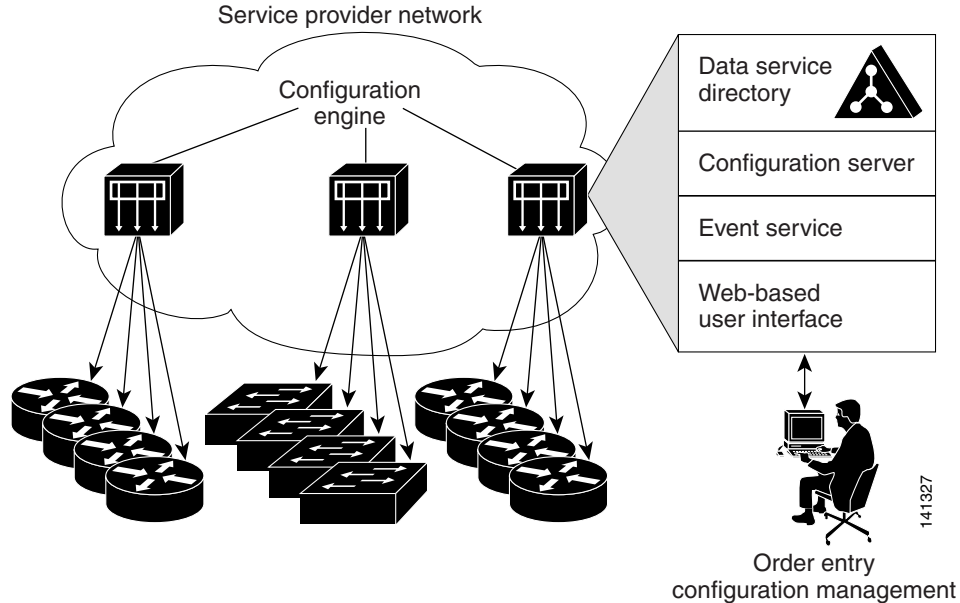 Service provider network
Configuration
engine
Data service
directory
Configuration server
Event service
Web-based
user interface
141327
Order entry
configuration management